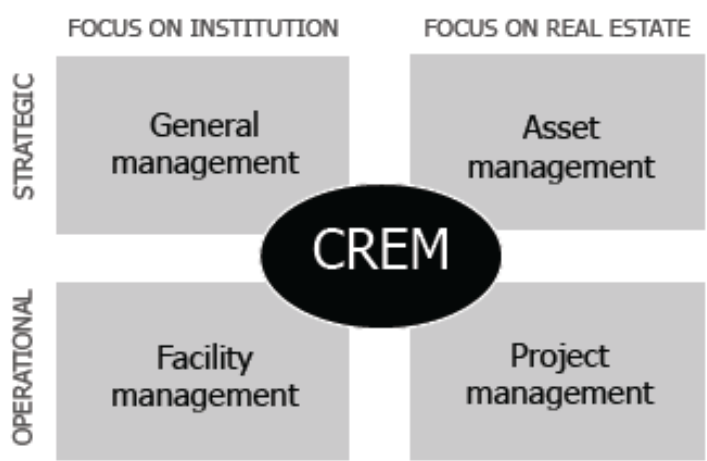 FOCUS ON INSTITUTION
FOCUS ON REAL ESTATE
STRATEGIC
General
management
Asset
management
CREM
OPERATIONAL
Facility
management
Project
management